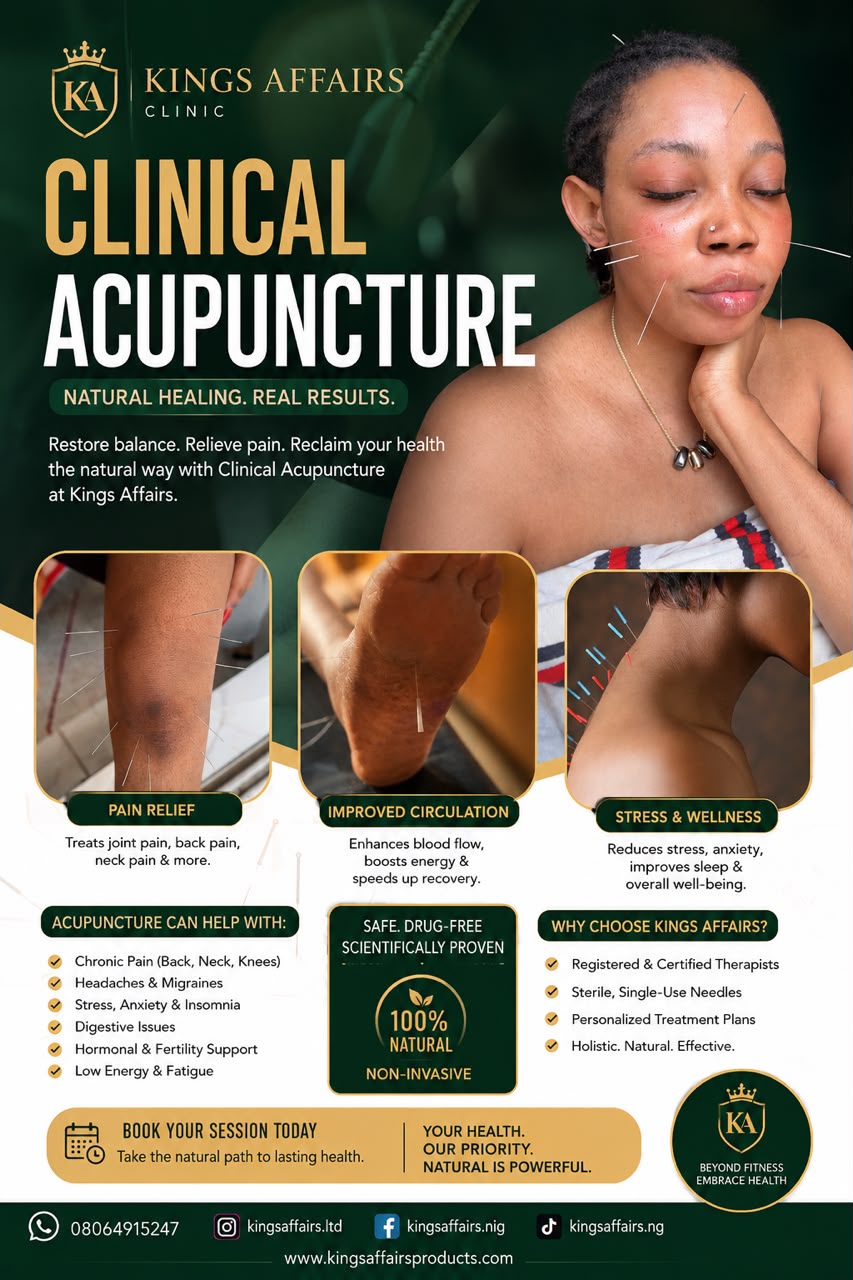 KA
KINGS AFFAIRS
CLINIC
CLINICAL
ACUPUNCTURE
NATURAL HEALING. REAL RESULTS.
Restore balance. Relieve pain. Reclaim your health
the natural way with Clinical Acupuncture
at Kings Affairs.
PAIN RELIEF
Treats joint pain, back pain,
neck pain & more.
IMPROVED CIRCULATION
Enhances blood flow,
boosts energy &
speeds up recovery.
STRESS & WELLNESS
Reduces stress, anxiety,
improves sleep &
overall well-being.
ACUPUNCTURE CAN HELP WITH:
Chronic Pain (Back, Neck, Knees)
Headaches & Migraines
Stress, Anxiety & Insomnia
Digestive Issues
Hormonal & Fertility Support
Low Energy & Fatigue
SAFE. DRUG-FREE
SCIENTIFICALLY PROVEN
100%
NATURAL
NON-INVASIVE
WHY CHOOSE KINGS AFFAIRS?
Registered & Certified Therapists
Sterile, Single-Use Needles
Personalized Treatment Plans
Holistic. Natural. Effective.
BOOK YOUR SESSION TODAY
Take the natural path to lasting health.
YOUR HEALTH.
OUR PRIORITY.
NATURAL IS POWERFUL.
KA
BEYOND FITNESS
EMBRACE HEALTH
08064915247
kingsaffairs.ltd
kingsaffairs.nig
kingsaffairs.ng
www.kingsaffairsproducts.com